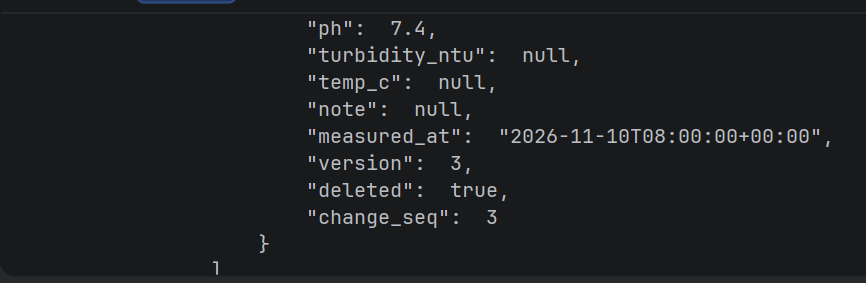 "ph":  7.4,
"turbidity_ntu":  null,
"temp_c":  null,
"note":  null,
"measured_at":  "2026-11-10T08:00:00+00:00",
"version":  3,
"deleted":  true,
"change_seq":  3
}
]